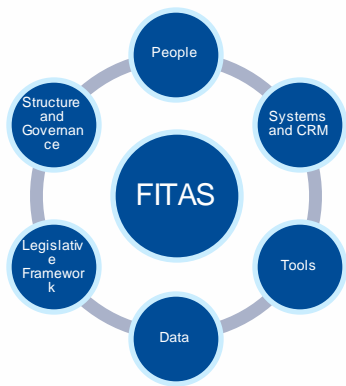 People
Structure
and
Governan
ce
Systems
and CRM
FITAS
Legislativ
e
Framewor
k
Tools
Data